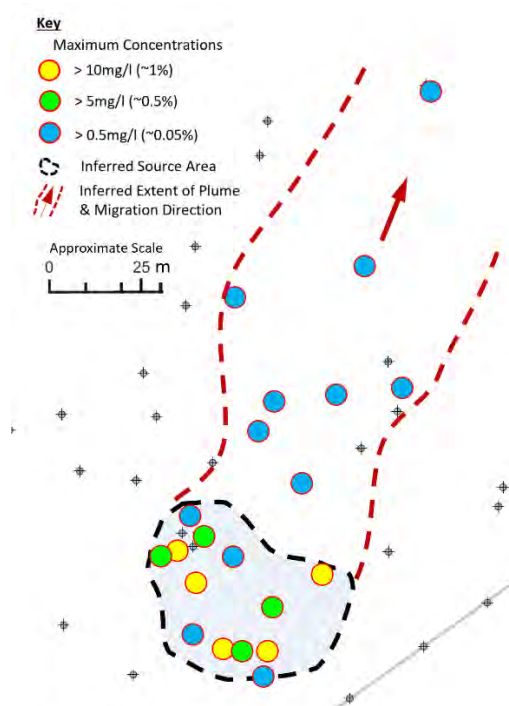 Key
Maximum Concentrations
> 10mg/l (~1%)
> 5mg/l (~0.5%)
> 0.5mg/l (~0.05%)
Inferred Source Area
Inferred Extent of Plume
& Migration Direction
Approximate Scale
0 25 m